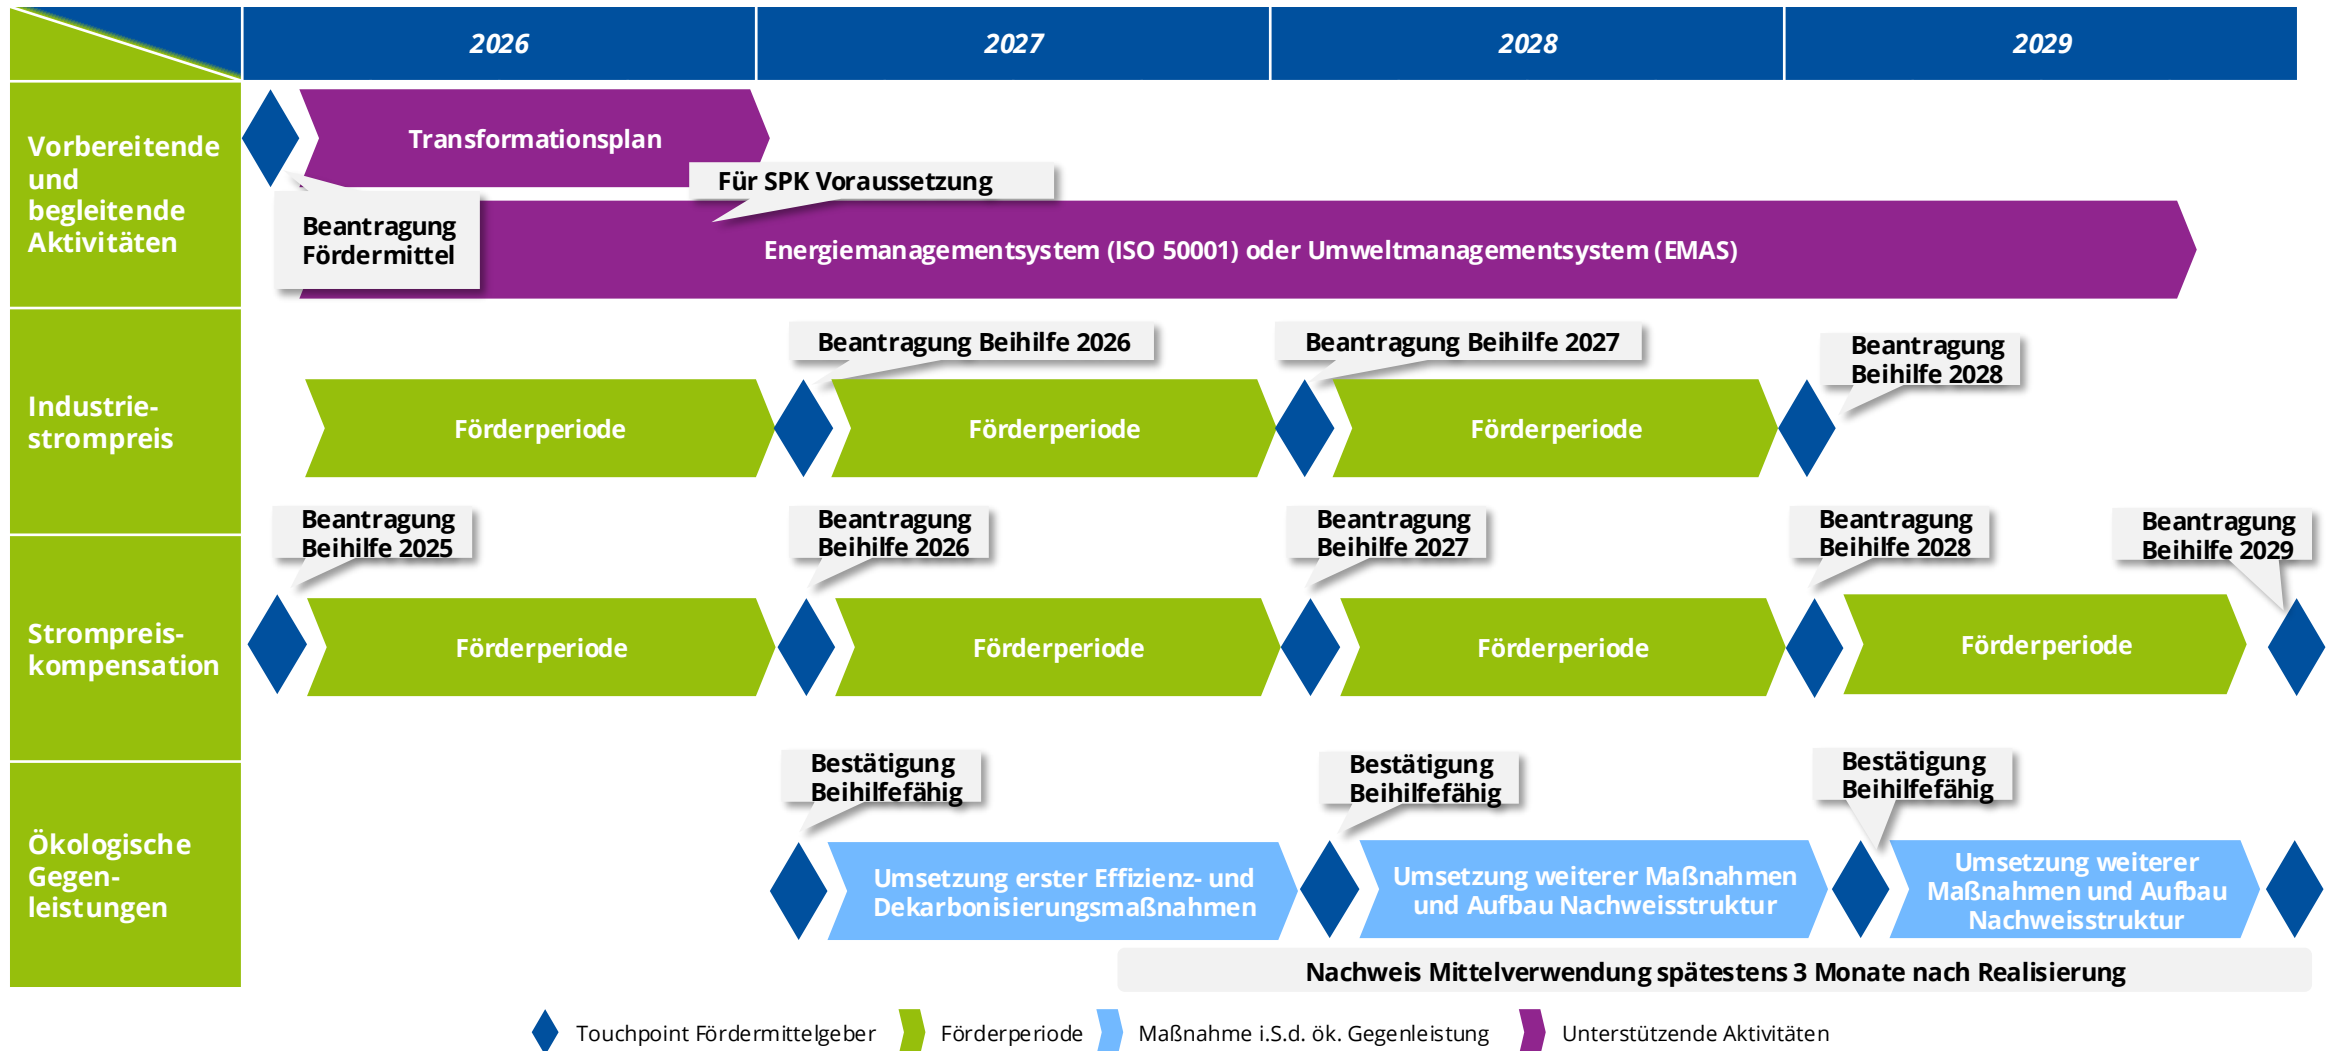 2026
2027
2028
2029
Vorbereitende
und
begleitende
Aktivitäten
Transformationsplan
Für SPK Voraussetzung
Beantragung
Fördermittel
Energiemanagementsystem (ISO 50001) oder Umweltmanagementsystem (EMAS)
Industrie-
strompreis
Beantragung Beihilfe 2026
Beantragung Beihilfe 2027
Beantragung
Beihilfe 2028
Förderperiode
Förderperiode
Förderperiode
Strompreis-
kompensation
Beantragung
Beihilfe 2025
Beantragung
Beihilfe 2026
Beantragung
Beihilfe 2027
Beantragung
Beihilfe 2028
Beantragung
Beihilfe 2029
Förderperiode
Förderperiode
Förderperiode
Förderperiode
Ökologische
Gegen-
leistungen
Bestätigung
Beihilfefähig
Bestätigung
Beihilfefähig
Bestätigung
Beihilfefähig
Umsetzung erster Effizienz- und
Dekarbonisierungsmaßnahmen
Umsetzung weiterer Maßnahmen
und Aufbau Nachweisstruktur
Umsetzung weiterer
Maßnahmen und Aufbau
Nachweisstruktur
Nachweis Mittelverwendung spätestens 3 Monate nach Realisierung
Touchpoint Fördermittelgeber
Förderperiode
Maßnahme i.S.d. ök. Gegenleistung
Unterstützende Aktivitäten